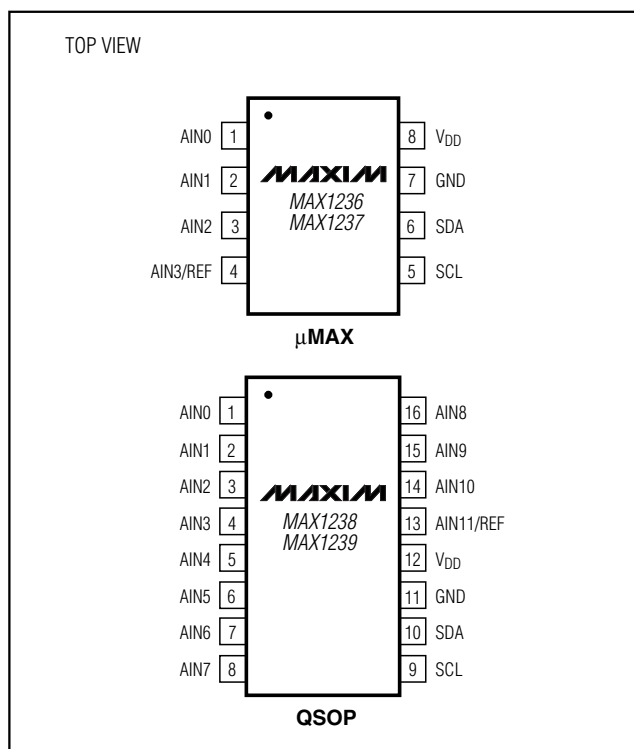 TOP VIEW
AIN0 1
AIN1 2
AIN2 3
AIN3/REF 4
MAXIM
MAX1236
MAX1237
8 VDD
7 GND
6 SDA
5 SCL
μMAX
AIN0 1
AIN1 2
AIN2 3
AIN3 4
AIN4 5
AIN5 6
AIN6 7
AIN7 8
MAXIM
MAX1238
MAX1239
16 AIN8
15 AIN9
14 AIN10
13 AIN11/REF
12 VDD
11 GND
10 SDA
9 SCL
QSOP